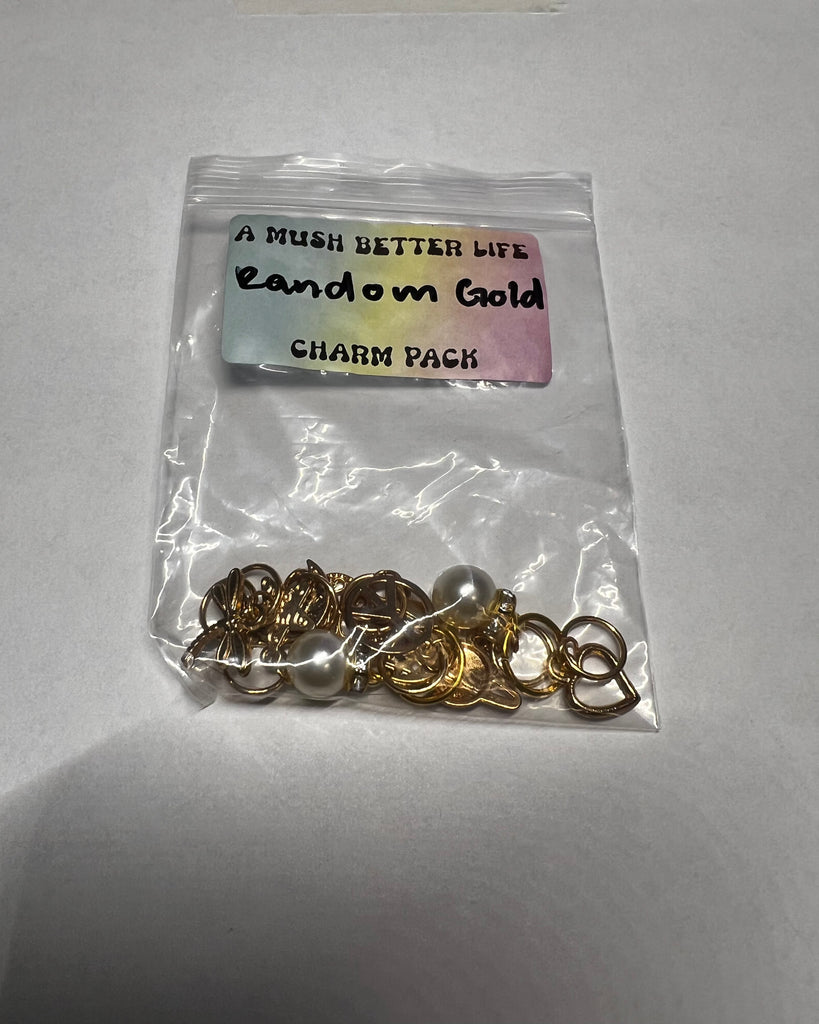 A MUSH BETTER LIFE
Random Gold
CHARM PACK